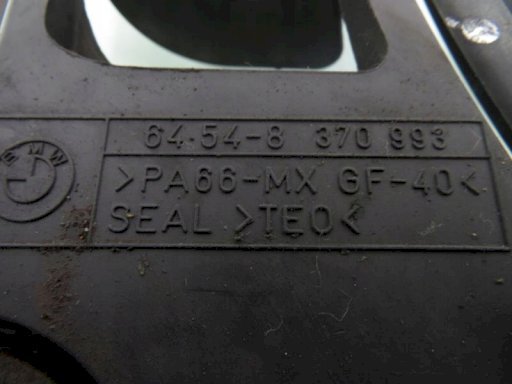 BMW
64.54-8 370 993
>PA66-MX GF-40<
SEAL >TEO<